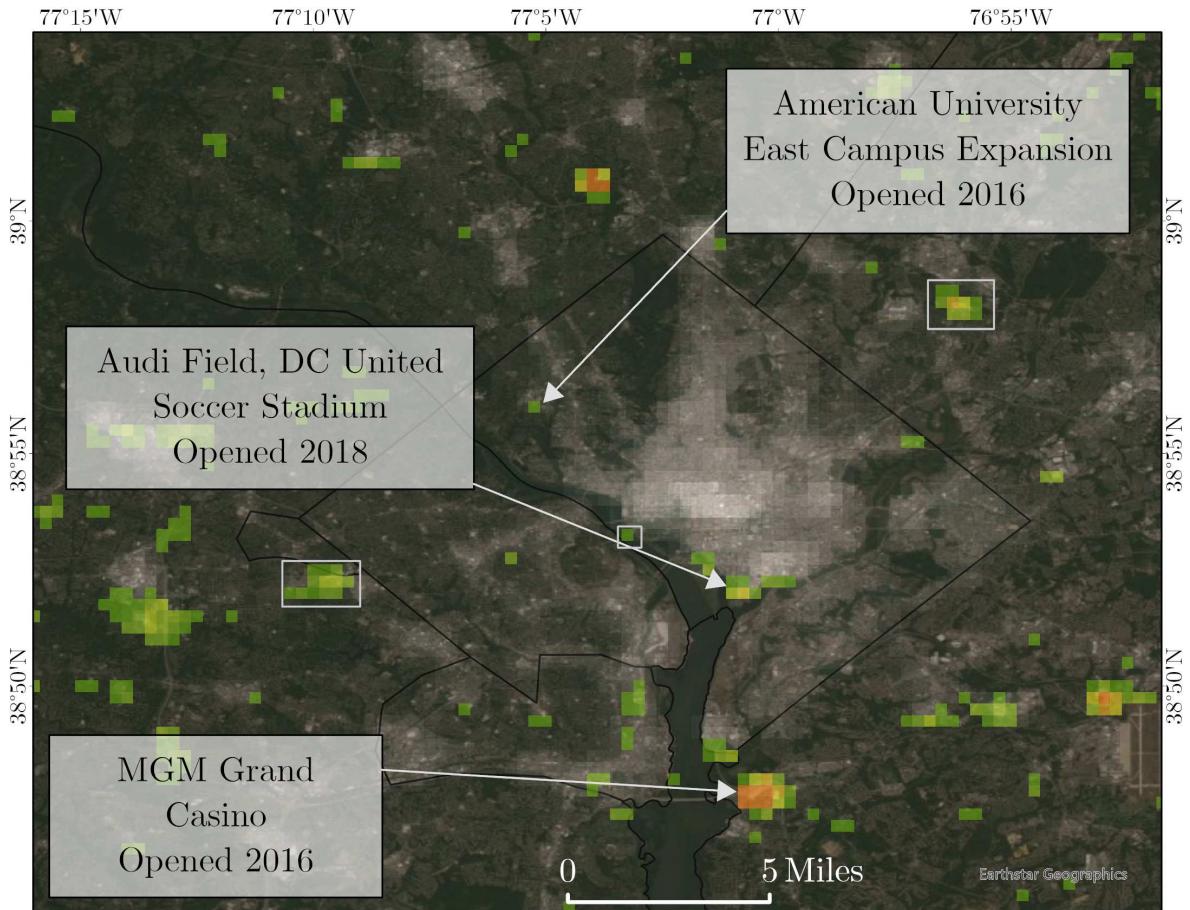 77°15'W 77°10'W 77°5'W 77°W 76°55'W
American University
East Campus Expansion
Opened 2016
39°N
39°N
Audi Field, DC United
Soccer Stadium
Opened 2018
38°55'N
38°55'N
38°50'N
38°50'N
MGM Grand
Casino
Opened 2016
0 5 Miles
Earthstar Geographics